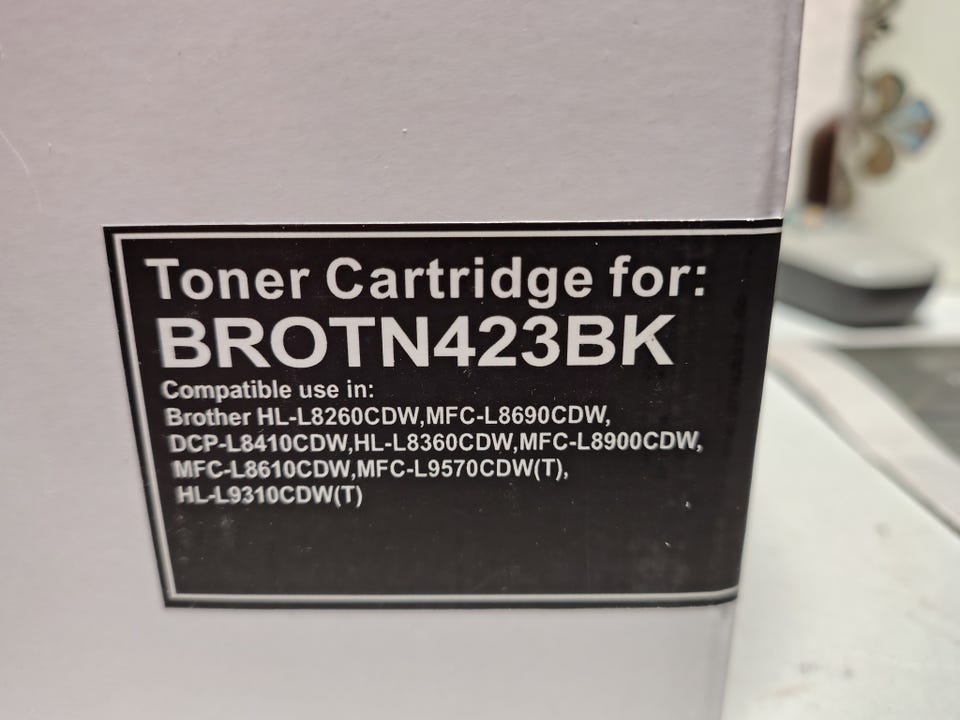 Toner Cartridge for:
BROTN423BK
Compatible use in:
Brother HL-L8260CDW,MFC-L8690CDW,
DCP-L8410CDW,HL-L8360CDW,MFC-L8900CDW,
MFC-L8610CDW,MFC-L9570CDW(T),
HL-L9310CDW(T)